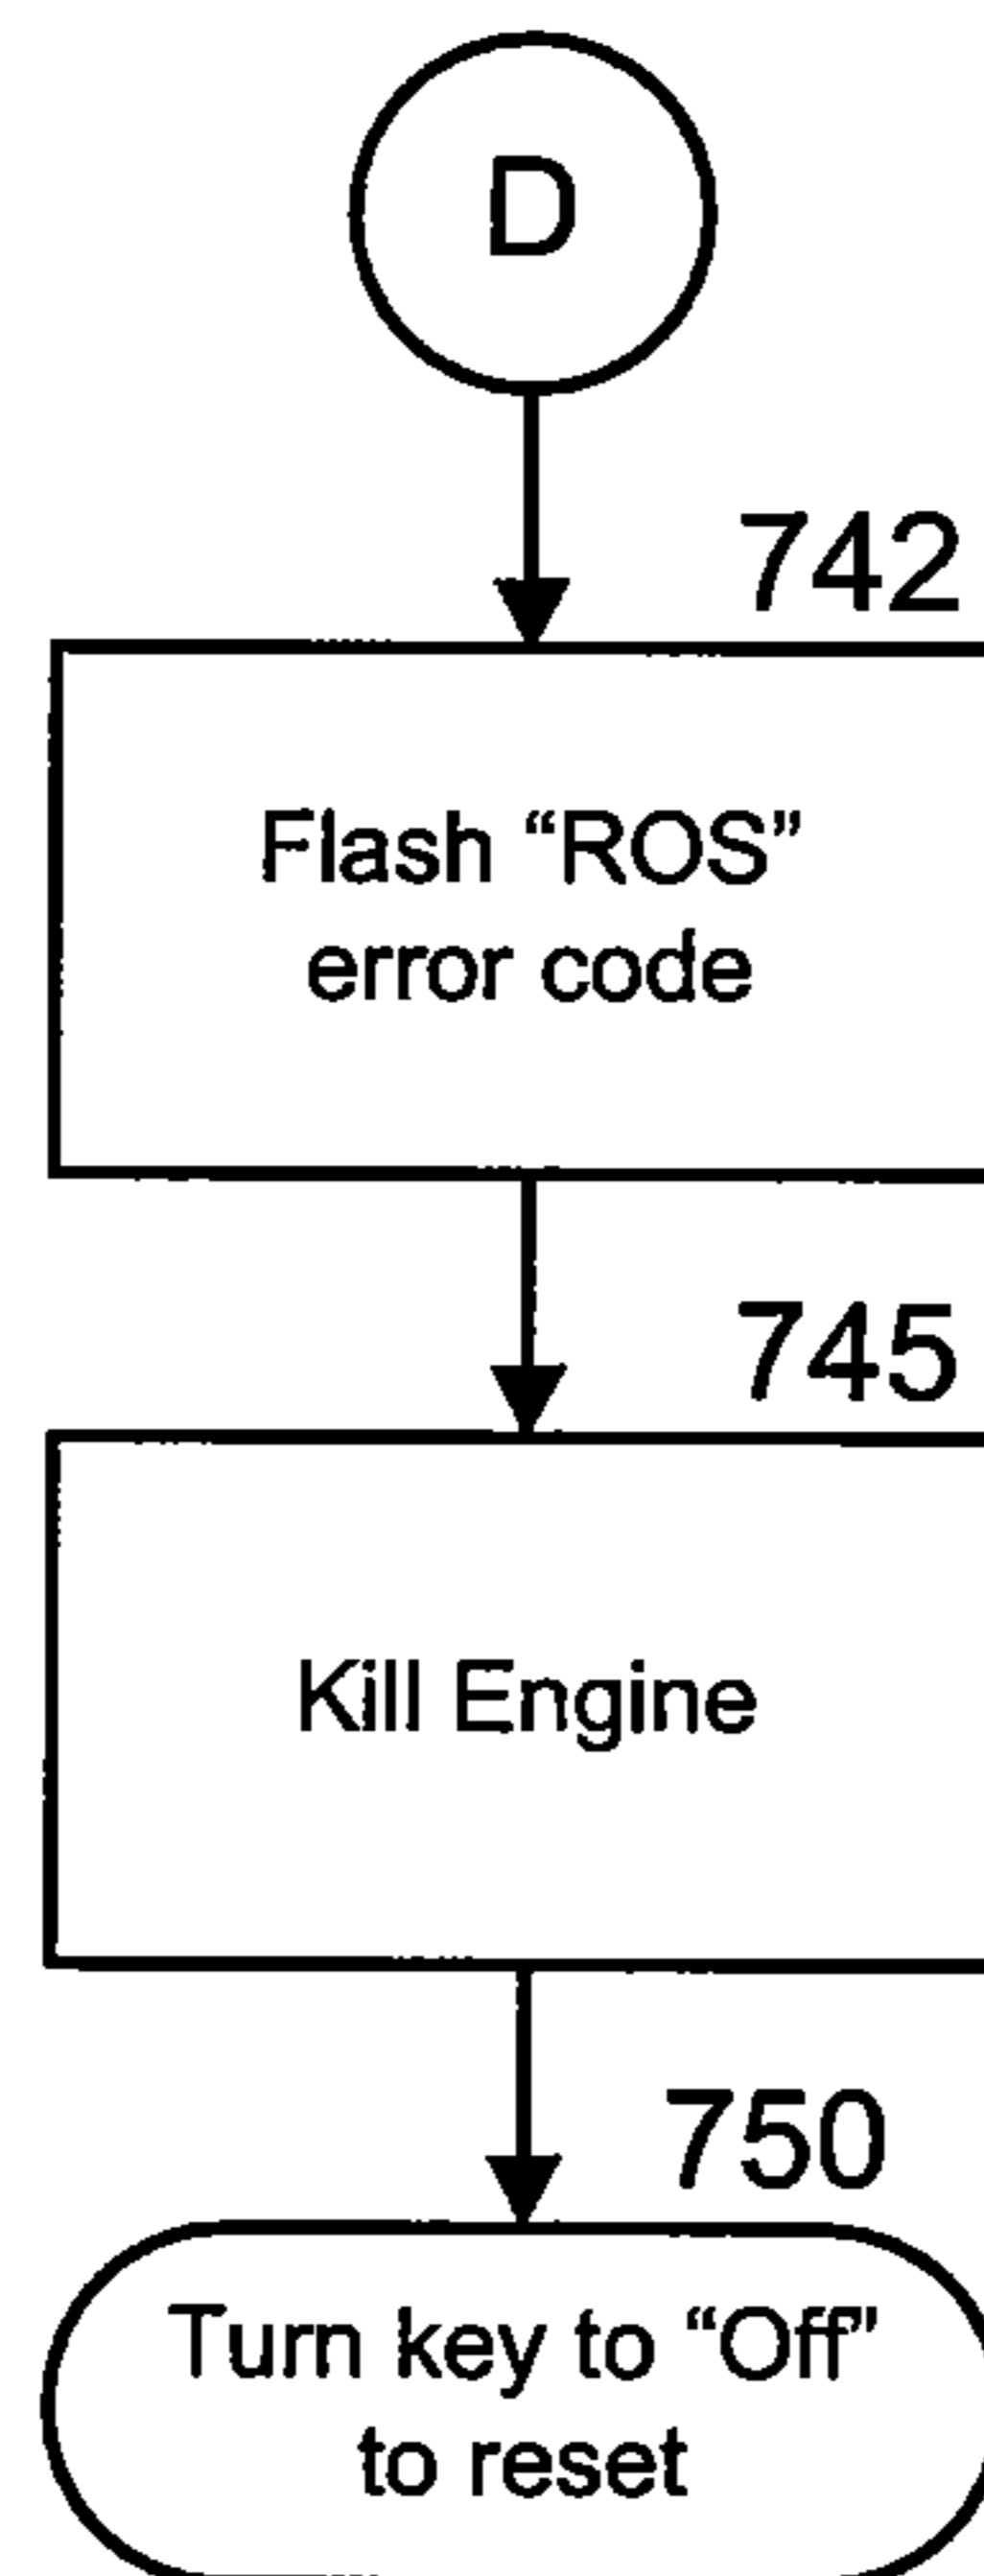 D
742
Flash “ROS”
error code
745
Kill Engine
750
Turn key to “Off”
to reset